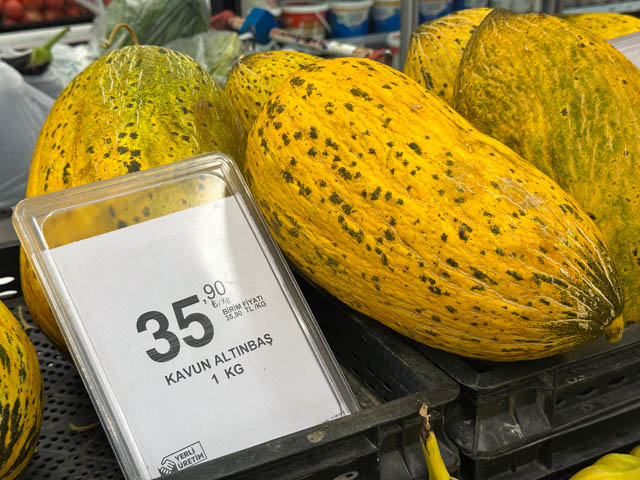 35,90
₺/KG
BİRİM FİYATI
35,90 TL/KG
KAVUN ALTINBAŞ
1 KG
YERLİ
ÜRETİM